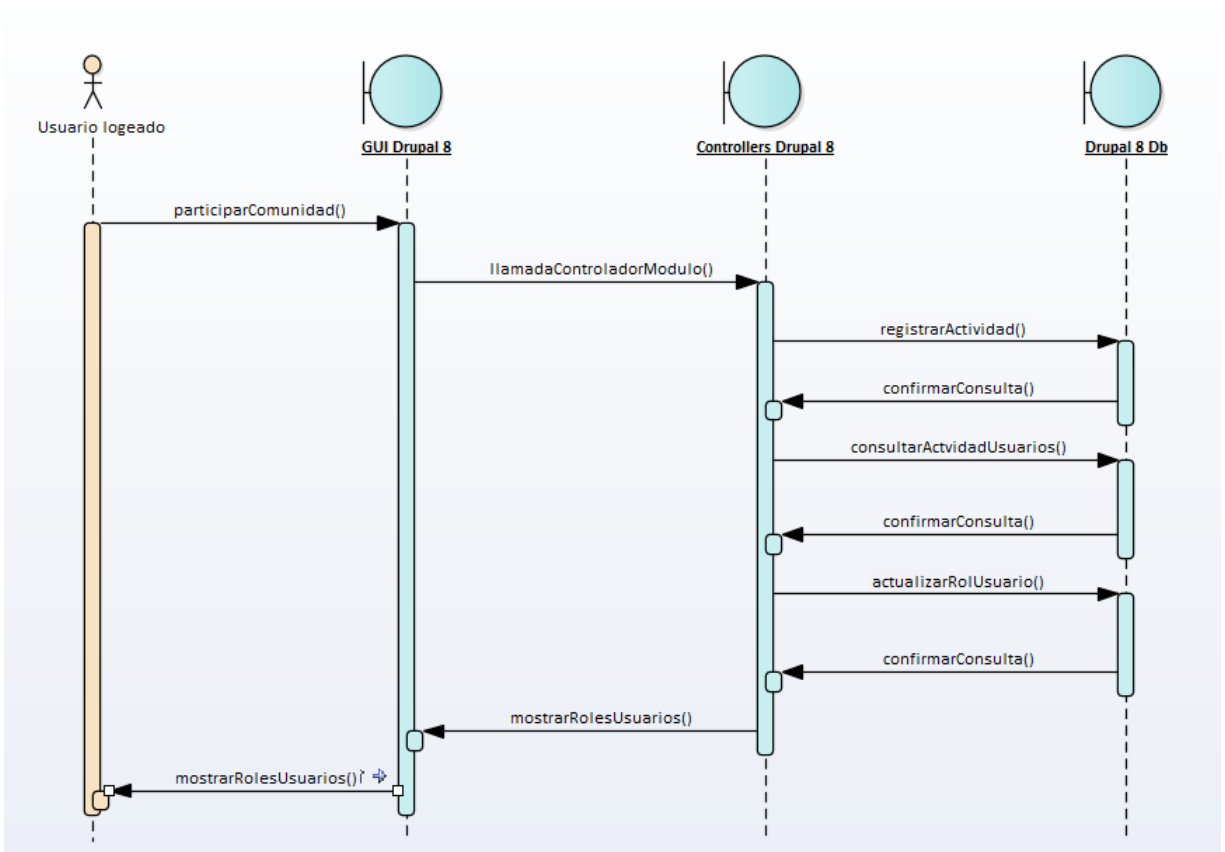 Usuario logeado
GUI Drupal 8
Controllers Drupal 8
Drupal 8 Db
participarComunidad()
llamadaControladorModulo()
registrarActividad()
confirmarConsulta()
consultarActvidadUsuarios()
confirmarConsulta()
actualizarRolUsuario()
confirmarConsulta()
mostrarRolesUsuarios()
mostrarRolesUsuarios()